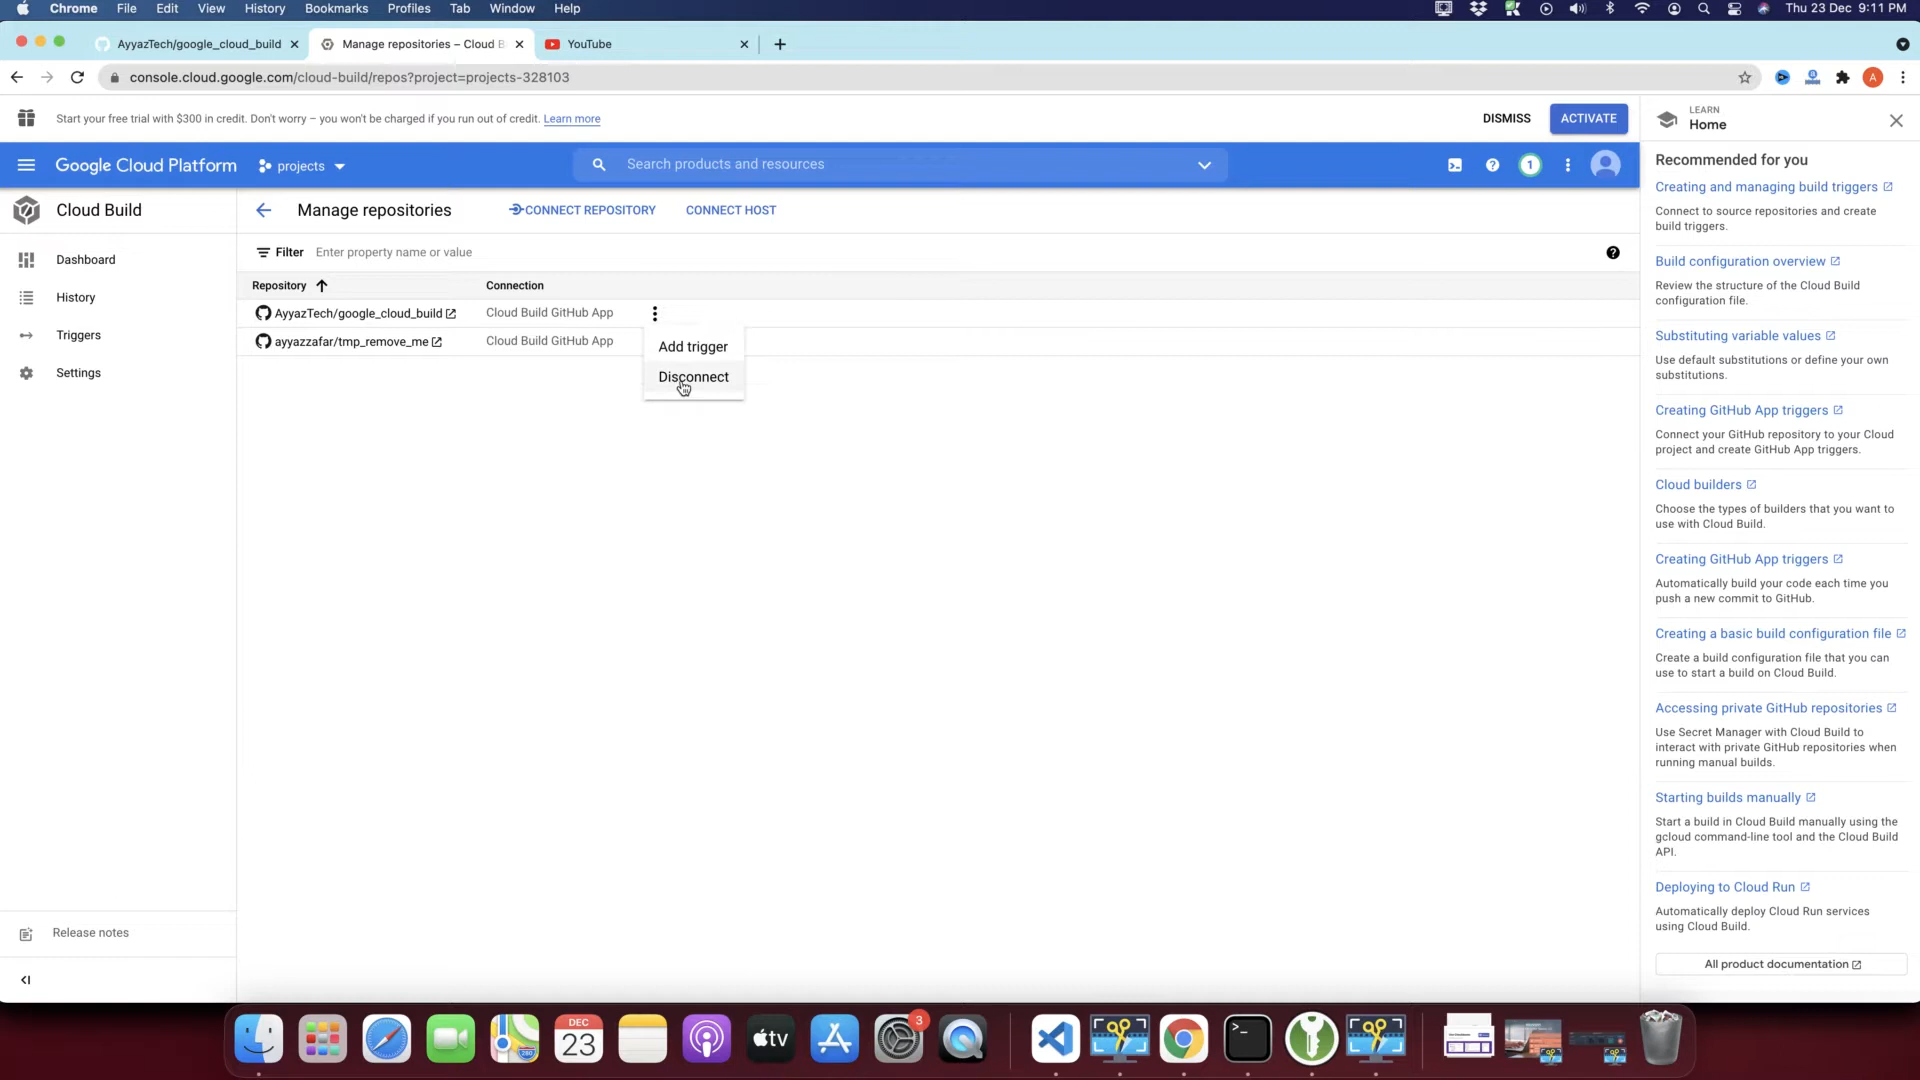 Chrome File Edit View History Bookmarks Profiles Tab Window Help Thu 23 Dec 9:11 PM
AyyazTech/google_cloud_build
Manage repositories – Cloud B
YouTube
console.cloud.google.com/cloud-build/repos?project=projects-328103
A
Start your free trial with $300 in credit. Don't worry – you won't be charged if you run out of credit. Learn more
DISMISS
ACTIVATE
Google Cloud Platform
projects
Search products and resources
1
Cloud Build
Dashboard
History
Triggers
Settings
Release notes
Manage repositories
CONNECT REPOSITORY
CONNECT HOST
Filter Enter property name or value
Repository Connection
AyyazTech/google_cloud_build Cloud Build GitHub App
ayyazzafar/tmp_remove_me Cloud Build GitHub App
Add trigger
Disconnect
LEARN
Home
Recommended for you
Creating and managing build triggers
Connect to source repositories and create
build triggers.
Build configuration overview
Review the structure of the Cloud Build
configuration file.
Substituting variable values
Use default substitutions or define your own
substitutions.
Creating GitHub App triggers
Connect your GitHub repository to your Cloud
project and create GitHub App triggers.
Cloud builders
Choose the types of builders that you want to
use with Cloud Build.
Creating GitHub App triggers
Automatically build your code each time you
push a new commit to GitHub.
Creating a basic build configuration file
Create a build configuration file that you can
use to start a build on Cloud Build.
Accessing private GitHub repositories
Use Secret Manager with Cloud Build to
interact with private GitHub repositories when
running manual builds.
Starting builds manually
Start a build in Cloud Build manually using the
gcloud command-line tool and the Cloud Build
API.
Deploying to Cloud Run
Automatically deploy Cloud Run services
using Cloud Build.
All product documentation
DEC
23
tv
3